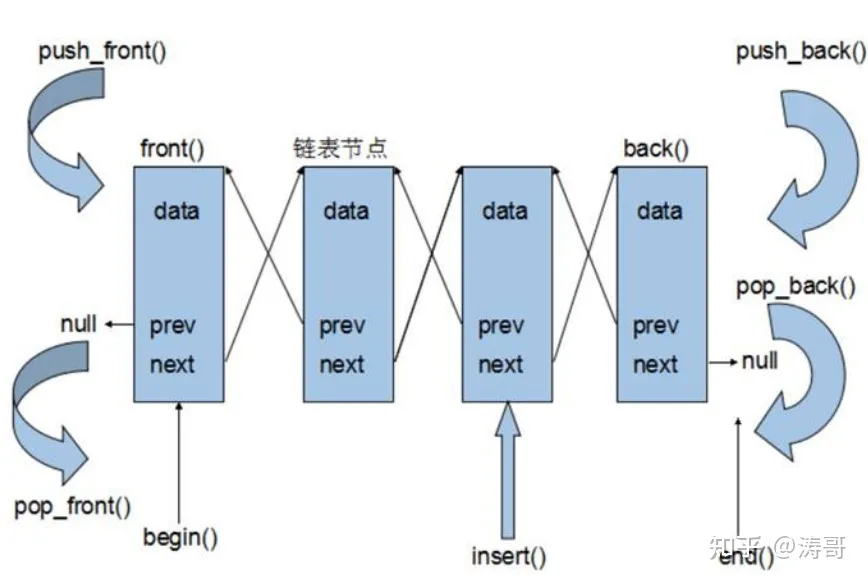 push_front()
push_back()
front()
链表节点
back()
data
data
data
data
pop_back()
null
prev
prev
prev
prev
next
next
next
next
null
pop_front()
begin()
insert()
end()
知乎 @涛哥